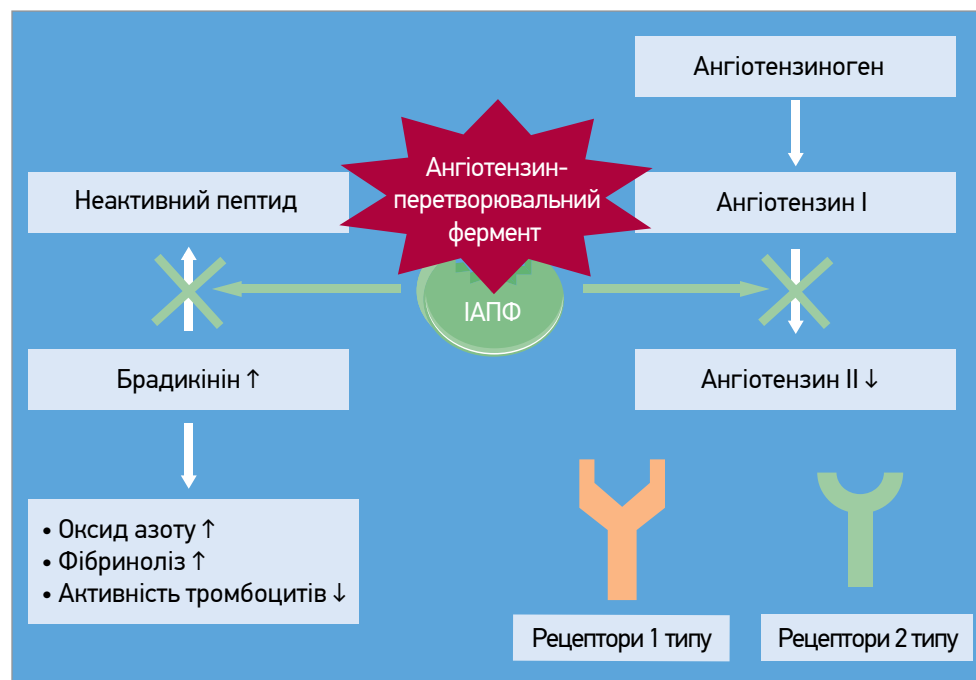 Ангіотензиноген
Ангіотензин-
перетворювальний
фермент
Неактивний пептид
Ангіотензин I
ІАПФ
Брадикінін ↑
Ангіотензин II ↓
• Оксид азоту ↑
• Фібриноліз ↑
• Активність тромбоцитів ↓
Рецептори 1 типу
Рецептори 2 типу